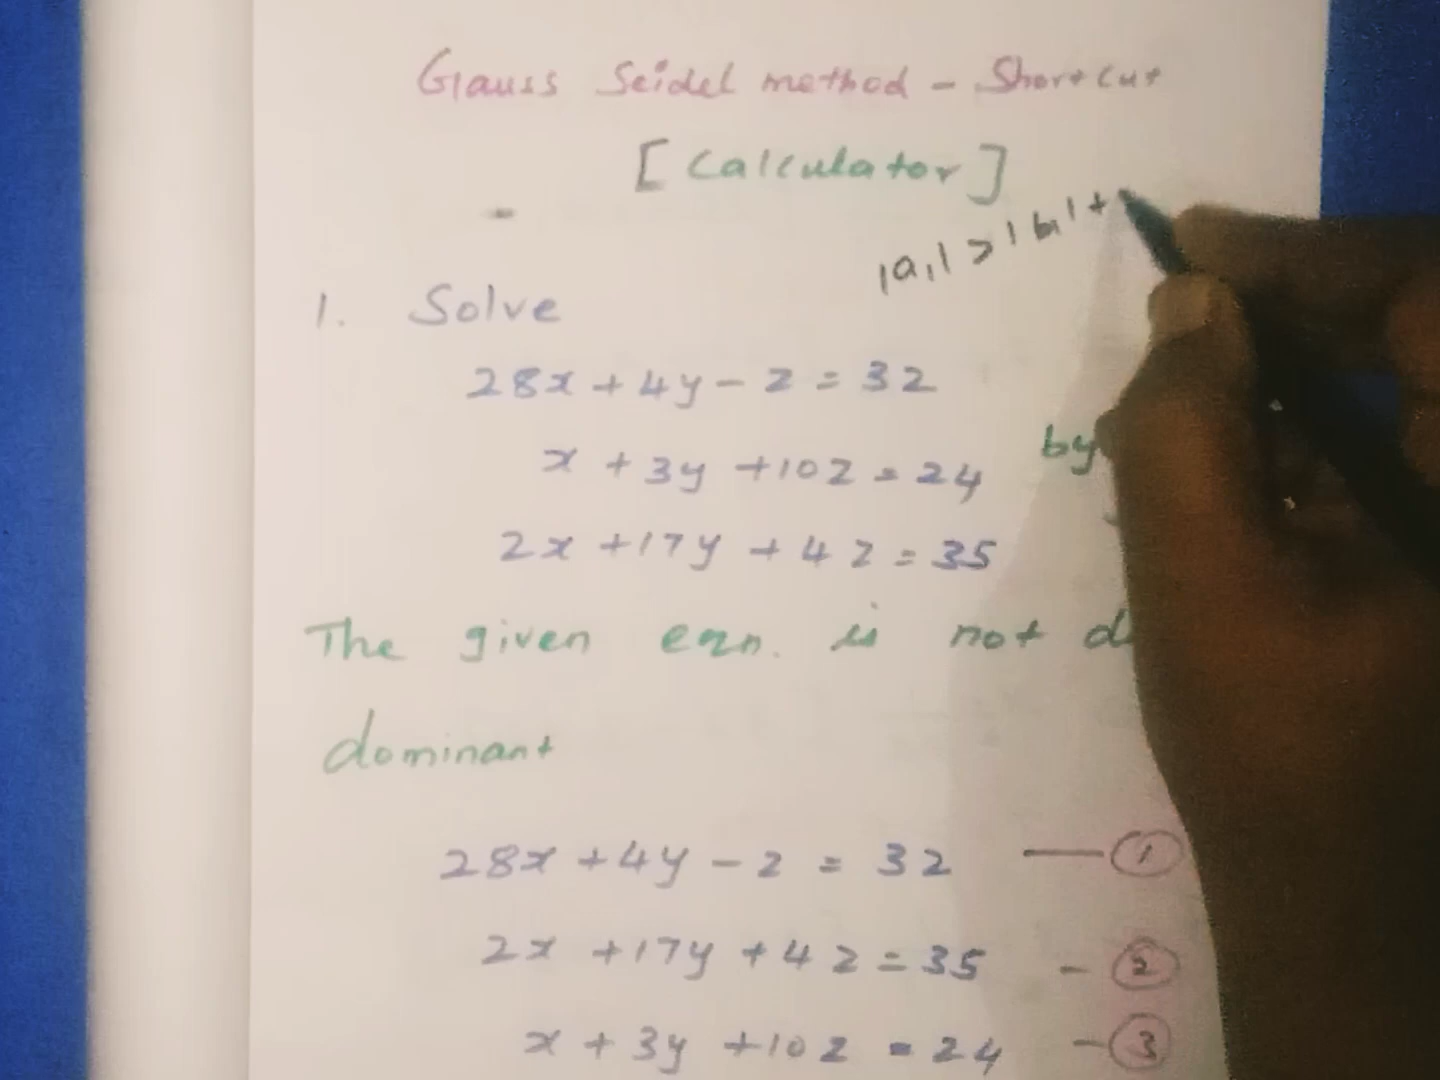 Gauss Seidel method - Shortcut
[Calculator]
|a₁| > |b₁| +
1. Solve
28x + 4y - z = 32
x + 3y + 10z = 24 by
2x + 17y + 4z = 35
The given eqn. is not d
dominant
28x + 4y - z = 32 — ①
2x + 17y + 4z = 35 - ②
x + 3y + 10z = 24 - ③